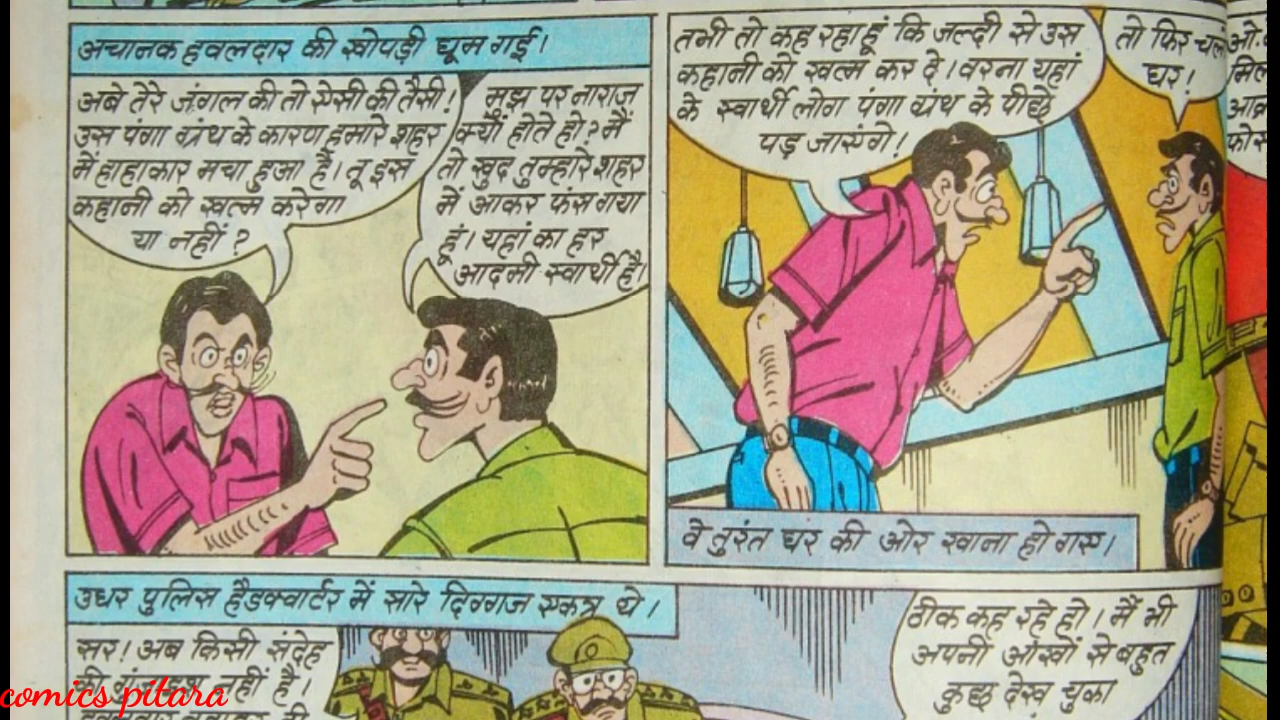 अचानक हवलदार की खोपड़ी घूम गई।
अबे तेरे जंगल की तो ऐसी की तैसी!
उस पंगा ग्रंथ के कारण हमारे शहर
में हाहाकार मचा हुआ है। तू इस
कहानी को खत्म करेगा
या नहीं?
मुझ पर नाराज
क्यों होते हो? मैं
तो खुद तुम्हारे शहर
में आकर फंस गया
हूं। यहां का हर
आदमी स्वार्थी है।
तभी तो कह रहा हूं कि जल्दी से उस
कहानी को खत्म कर दे। वरना यहां
के स्वार्थी लोग पंगा ग्रंथ के पीछे
पड़ जाएंगे!
तो फिर चलो
घर!
वे तुरंत घर की ओर रवाना हो गए।
उधर पुलिस हैडक्वार्टर में सारे दिग्गज एकत्र थे।
सर! अब किसी संदेह
की गुंजाइश नहीं है।
ठीक कह रहे हो। मैं भी
अपनी आंखों से बहुत
कुछ देख चुका
comics pitara